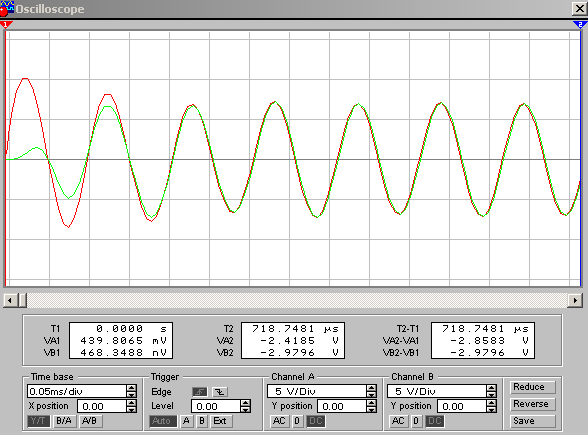 Oscilloscope
1 2
T1 0.0000 s T2 718.7481 µs T2-T1 718.7481 µs
VA1 439.8065 mV VA2 -2.4185 V VA2-VA1 -2.8583 V
VB1 468.3488 nV VB2 -2.9796 V VB2-VB1 -2.9796 V
Time base Trigger Channel A Channel B
0.05ms/div Edge 5 V/Div 5 V/Div Reduce
X position 0.00 Level 0.00 Y position 0.00 Y position 0.00 Reverse
Y/T B/A A/B Auto A B Ext AC 0 DC AC 0 DC Save